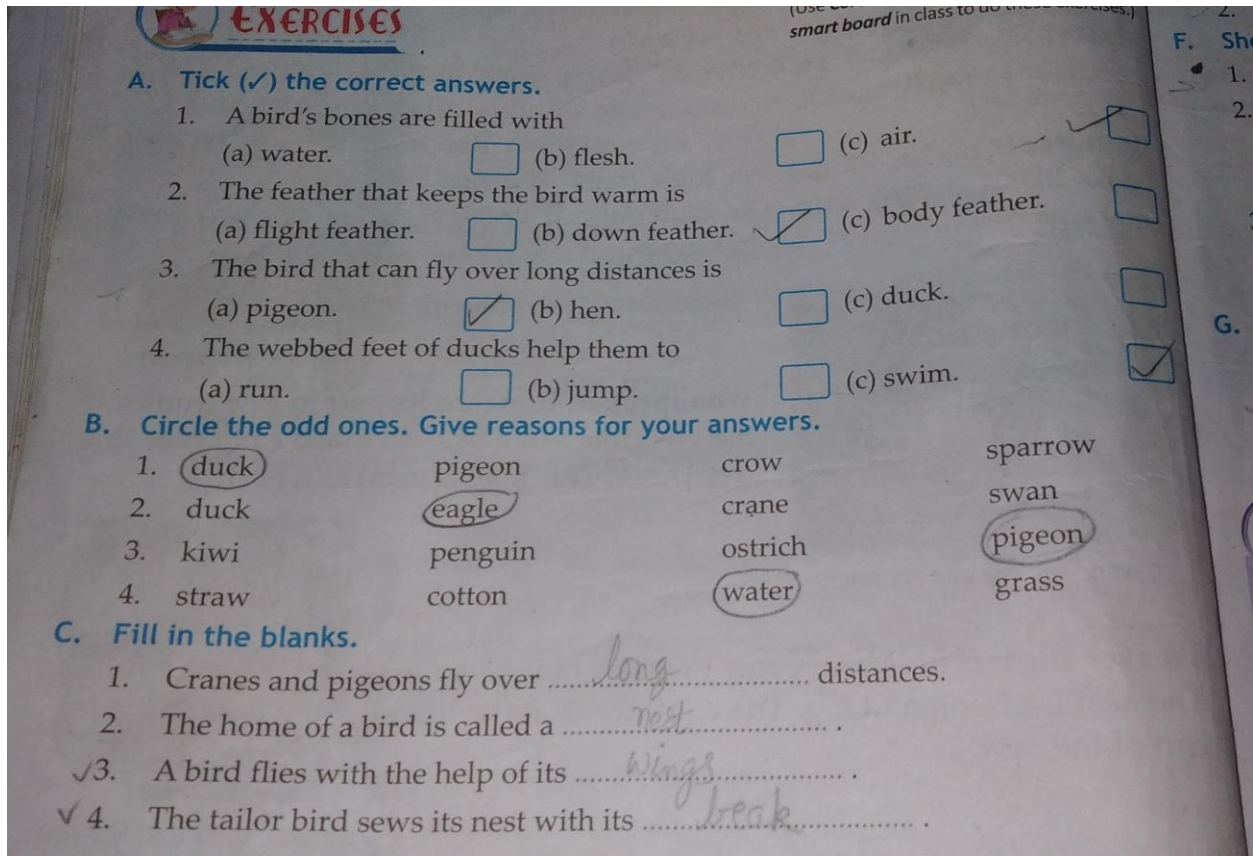 EXERCISES
smart board in class to do these exercises.)
A. Tick (✓) the correct answers.
1. A bird's bones are filled with
(a) water. (b) flesh. (c) air. ✓
2. The feather that keeps the bird warm is
(a) flight feather. (b) down feather. ✓ (c) body feather.
3. The bird that can fly over long distances is
(a) pigeon. ✓ (b) hen. (c) duck.
4. The webbed feet of ducks help them to
(a) run. (b) jump. (c) swim. ✓
B. Circle the odd ones. Give reasons for your answers.
1. duck pigeon crow sparrow
2. duck eagle crane swan
3. kiwi penguin ostrich pigeon
4. straw cotton water grass
C. Fill in the blanks.
1. Cranes and pigeons fly over long distances.
2. The home of a bird is called a nest.
✓3. A bird flies with the help of its wings.
✓4. The tailor bird sews its nest with its beak.
2.
F. Sh
1.
2.
G.